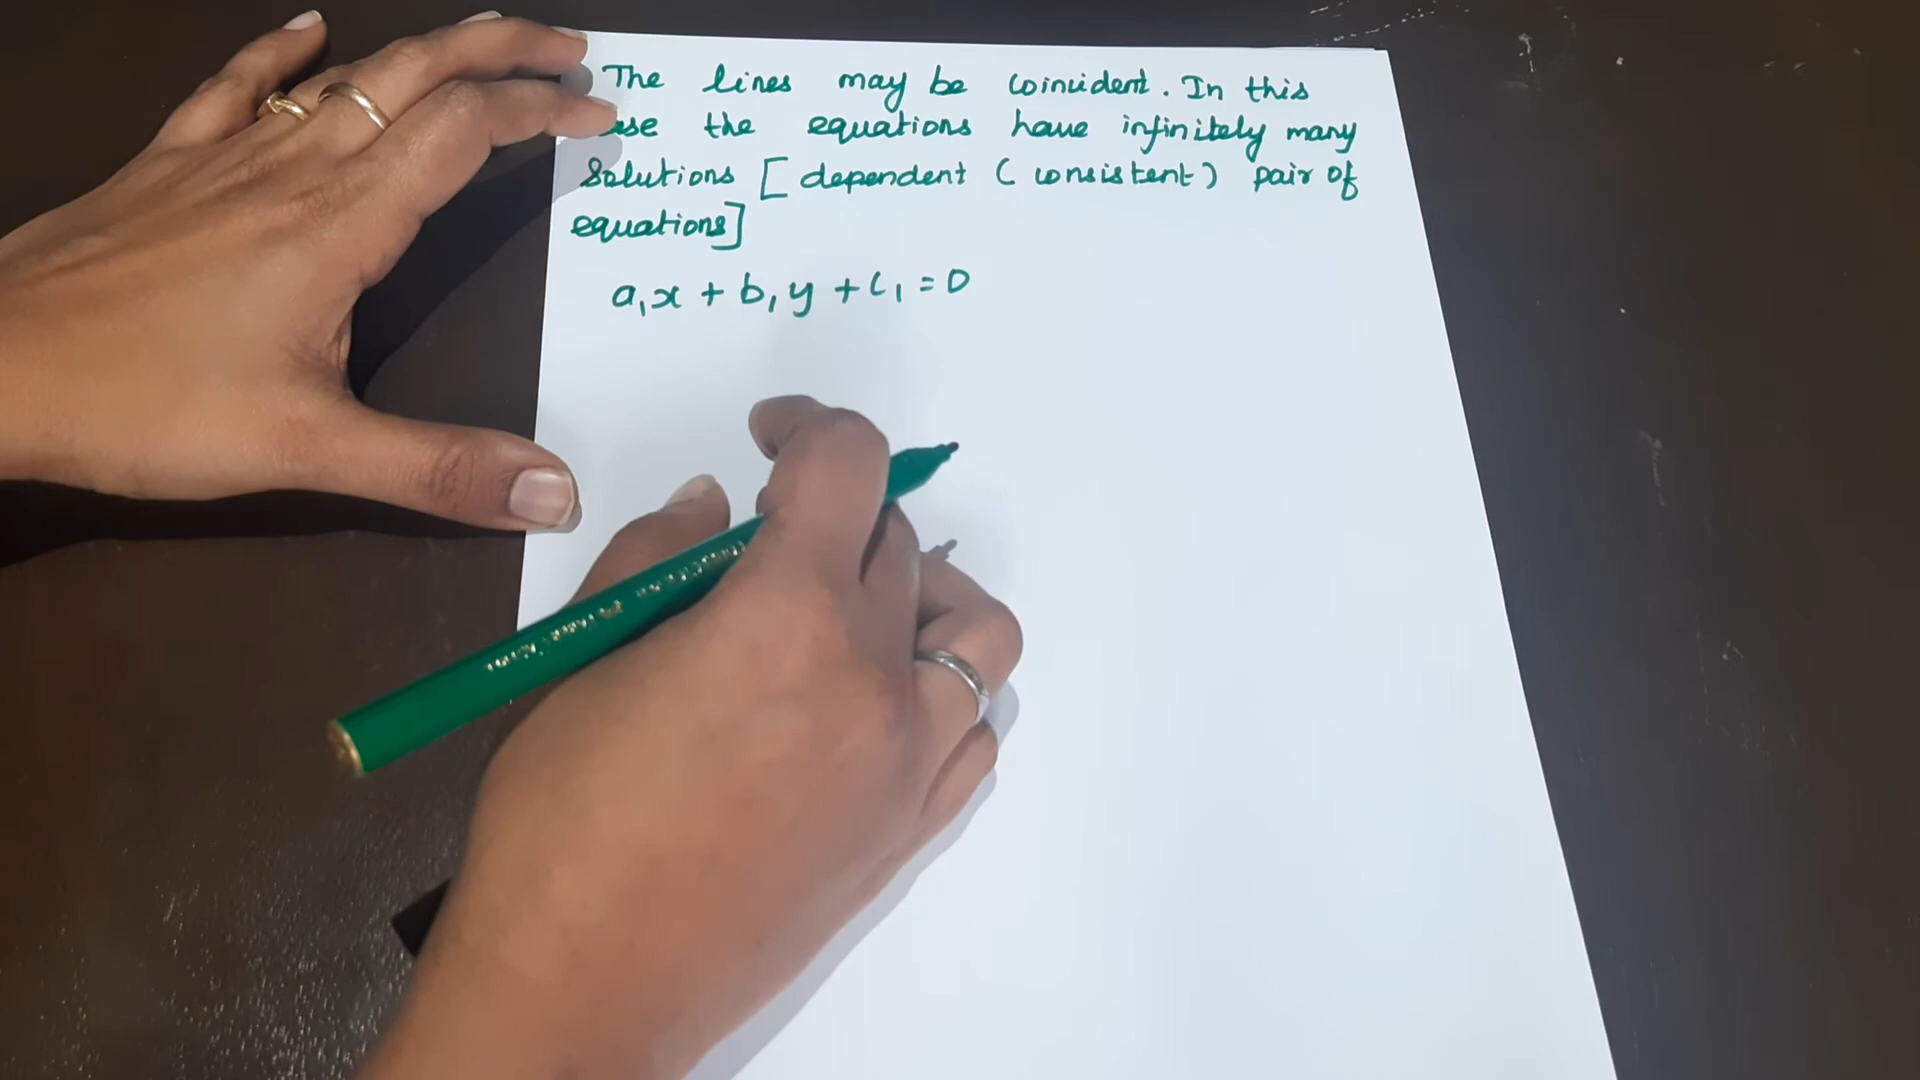 The lines may be coincident. In this
the equations have infinitely many
Solutions [dependent (consistent) pair of
equations]
a₁x + b₁y + c₁ = 0